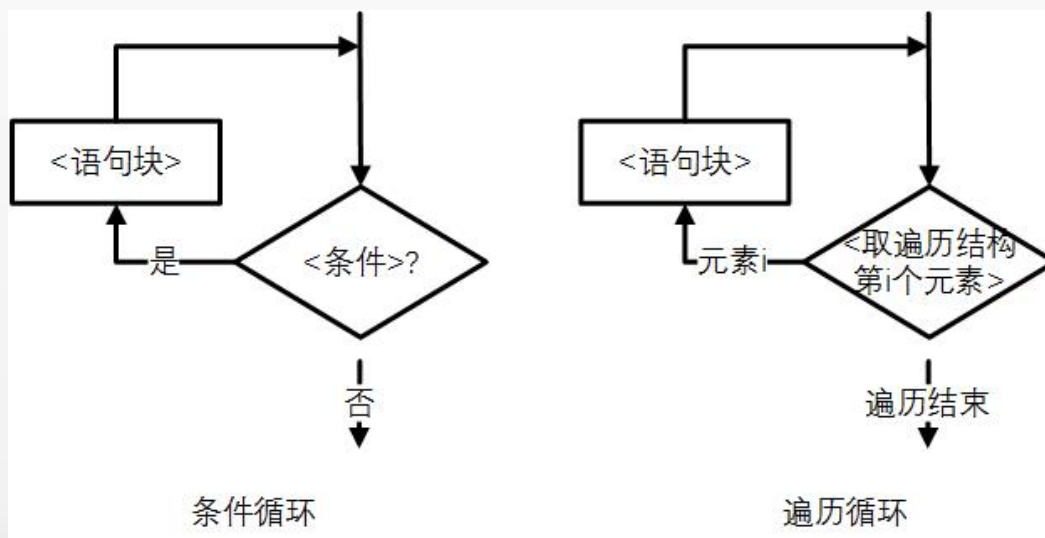 <语句块>
是
<条件>?
否
条件循环
<语句块>
元素i
<取遍历结构
第i个元素>
遍历结束
遍历循环